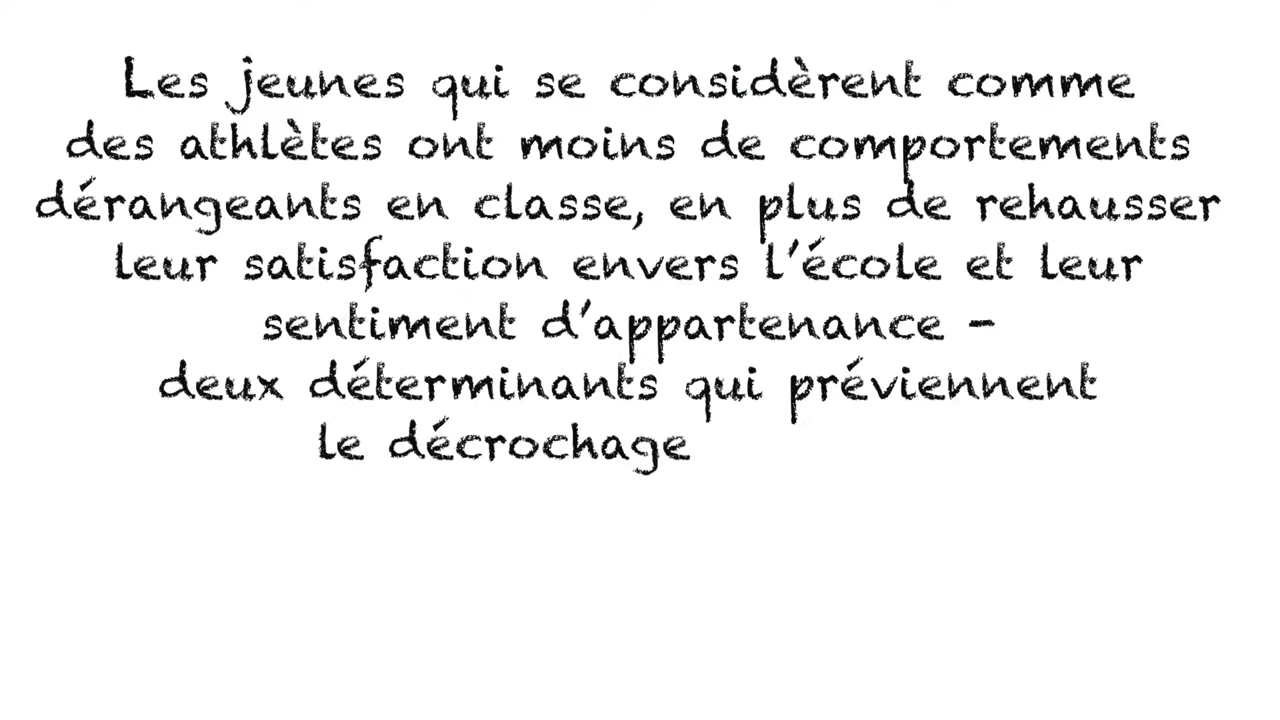 Les jeunes qui se considèrent comme
des athlètes ont moins de comportements
dérangeants en classe, en plus de rehausser
leur satisfaction envers l'école et leur
sentiment d'appartenance –
deux déterminants qui préviennent
le décrochage